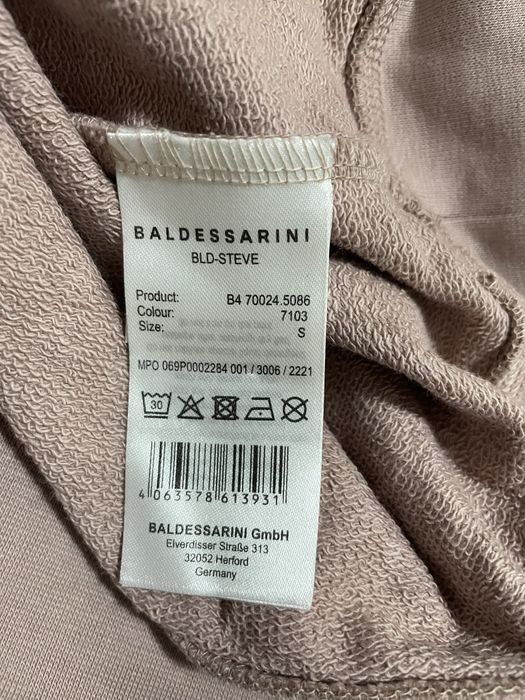 BALDESSARINI
BLD-STEVE
Product: B4 70024.5086
Colour: 7103
Size: S
MPO 069P0002284 001 / 3006 / 2221
30
4 063578 613931
BALDESSARINI GmbH
Elverdisser Straße 313
32052 Herford
Germany